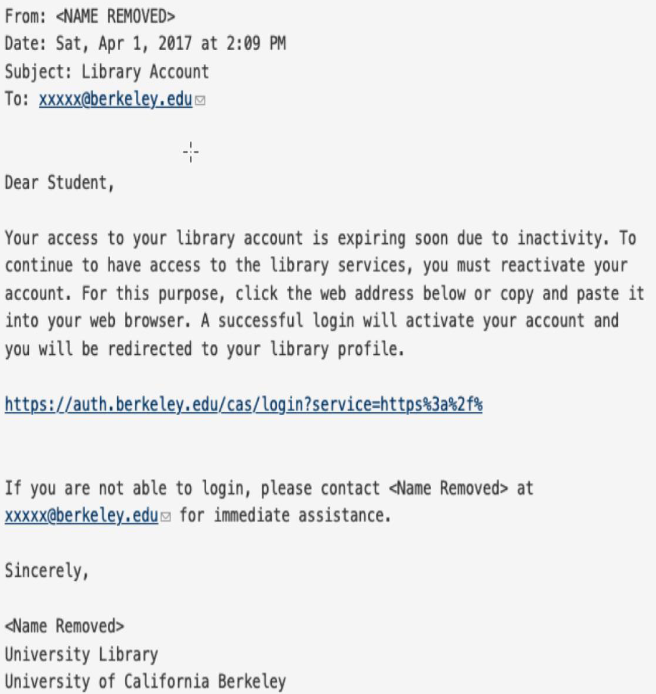 From: <NAME REMOVED>
Date: Sat, Apr 1, 2017 at 2:09 PM
Subject: Library Account
To: xxxxx@berkeley.edu
Dear Student,
Your access to your library account is expiring soon due to inactivity. To
continue to have access to the library services, you must reactivate your
account. For this purpose, click the web address below or copy and paste it
into your web browser. A successful login will activate your account and
you will be redirected to your library profile.
https://auth.berkeley.edu/cas/login?service=https%3a%2f%
If you are not able to login, please contact <Name Removed> at
xxxxx@berkeley.edu for immediate assistance.
Sincerely,
<Name Removed>
University Library
University of California Berkeley